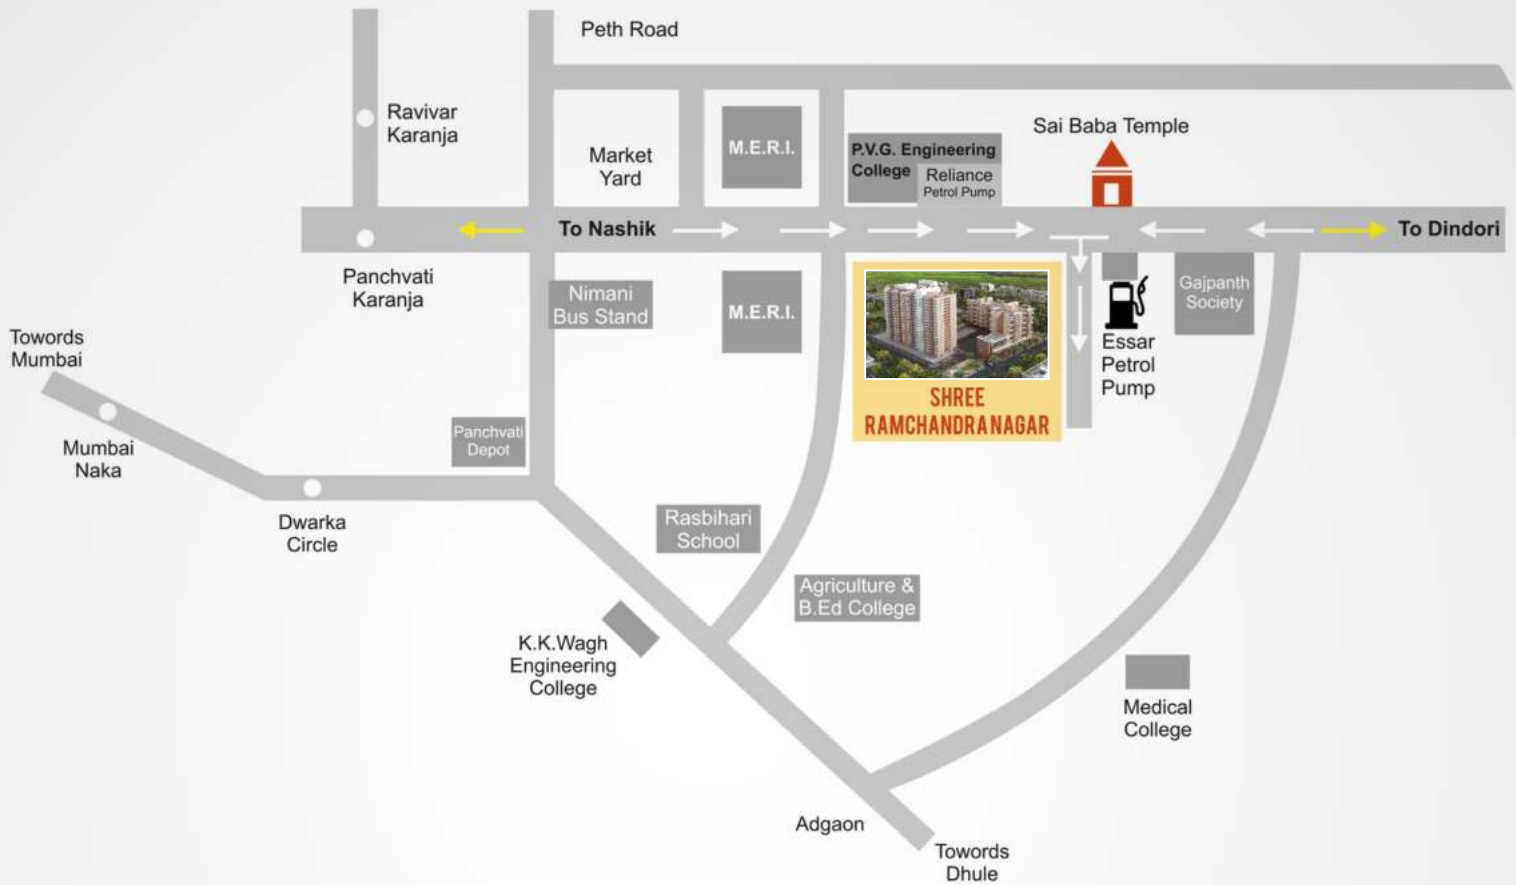 Peth Road
Ravivar
Karanja
Market
Yard
M.E.R.I.
P.V.G. Engineering
College
Reliance
Petrol Pump
Sai Baba Temple
To Nashik
To Dindori
Panchvati
Karanja
Nimani
Bus Stand
M.E.R.I.
SHREE
RAMCHANDRA NAGAR
Essar
Petrol
Pump
Gajpanth
Society
Towords
Mumbai
Mumbai
Naka
Panchvati
Depot
Dwarka
Circle
Rasbihari
School
Agriculture &
B.Ed College
K.K.Wagh
Engineering
College
Medical
College
Adgaon
Towords
Dhule